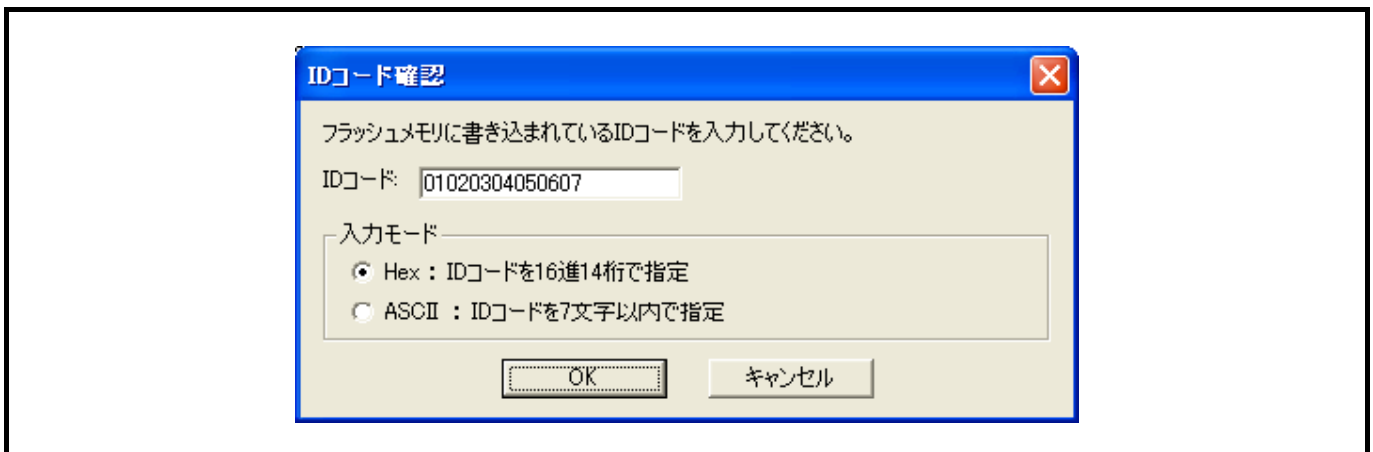 IDコード確認
フラッシュメモリに書き込まれているIDコードを入力してください。
IDコード: 01020304050607
入力モード
Hex : IDコードを16進14桁で指定
ASCII : IDコードを7文字以内で指定
OK キャンセル